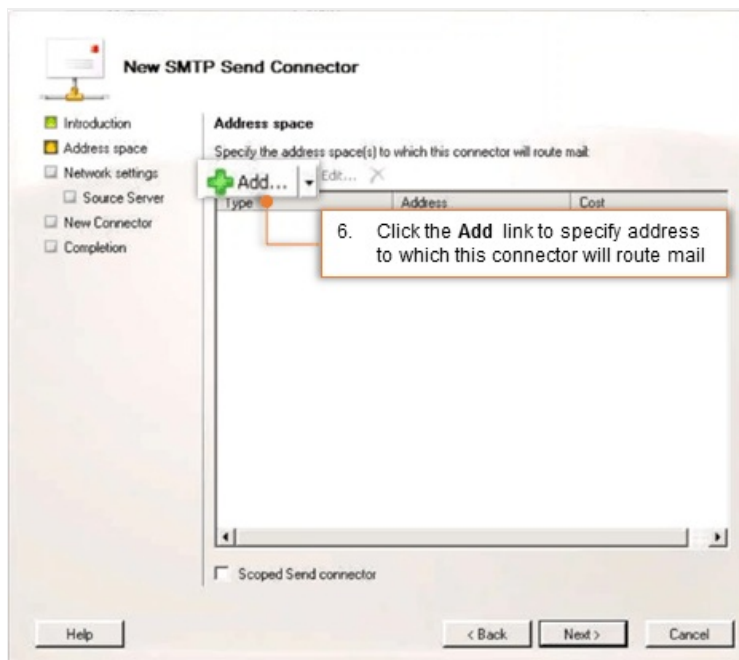 New SMTP Send Connector
Introduction
Address space
Network settings
Source Server
New Connector
Completion
Address space
Specify the address space(s) to which this connector will route mail:
Add...
Edit...
Type
Address
Cost
6. Click the Add link to specify address
to which this connector will route mail
Scoped Send connector
Help
< Back
Next >
Cancel